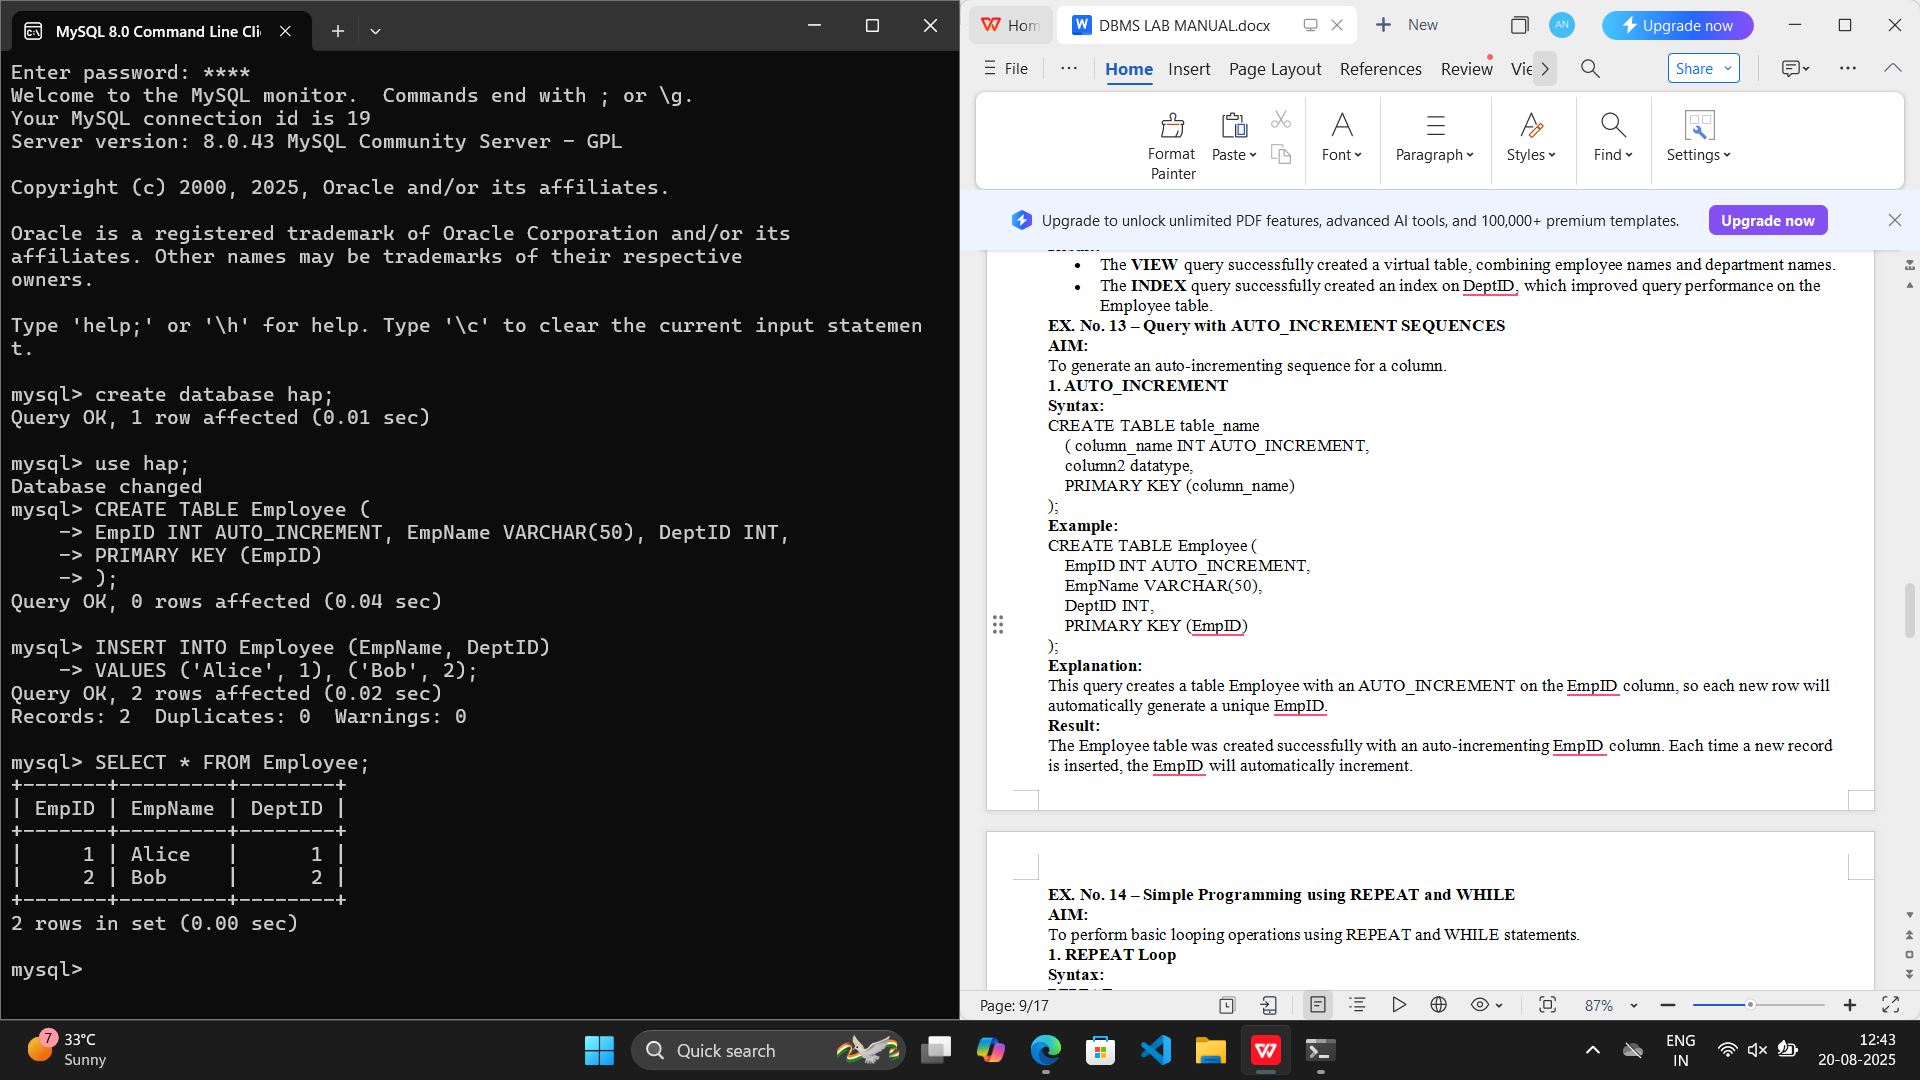 MySQL 8.0 Command Line Cli
Enter password: ****
Welcome to the MySQL monitor.  Commands end with ; or \g.
Your MySQL connection id is 19
Server version: 8.0.43 MySQL Community Server - GPL
Copyright (c) 2000, 2025, Oracle and/or its affiliates.
Oracle is a registered trademark of Oracle Corporation and/or its
affiliates. Other names may be trademarks of their respective
owners.
Type 'help;' or '\h' for help. Type '\c' to clear the current input statemen
t.
mysql> create database hap;
Query OK, 1 row affected (0.01 sec)
mysql> use hap;
Database changed
mysql> CREATE TABLE Employee (
    -> EmpID INT AUTO_INCREMENT, EmpName VARCHAR(50), DeptID INT,
    -> PRIMARY KEY (EmpID)
    -> );
Query OK, 0 rows affected (0.04 sec)
mysql> INSERT INTO Employee (EmpName, DeptID)
    -> VALUES ('Alice', 1), ('Bob', 2);
Query OK, 2 rows affected (0.02 sec)
Records: 2  Duplicates: 0  Warnings: 0
mysql> SELECT * FROM Employee;
+-------+---------+--------+
| EmpID | EmpName | DeptID |
+-------+---------+--------+
|     1 | Alice   |      1 |
|     2 | Bob     |      2 |
+-------+---------+--------+
2 rows in set (0.00 sec)
mysql>
Hom DBMS LAB MANUAL.docx New AN Upgrade now
File Home Insert Page Layout References Review Vie Share
Format Painter Paste Font Paragraph Styles Find Settings
Upgrade to unlock unlimited PDF features, advanced AI tools, and 100,000+ premium templates. Upgrade now
• The VIEW query successfully created a virtual table, combining employee names and department names.
• The INDEX query successfully created an index on DeptID, which improved query performance on the
Employee table.
EX. No. 13 – Query with AUTO_INCREMENT SEQUENCES
AIM:
To generate an auto-incrementing sequence for a column.
1. AUTO_INCREMENT
Syntax:
CREATE TABLE table_name
( column_name INT AUTO_INCREMENT,
column2 datatype,
PRIMARY KEY (column_name)
);
Example:
CREATE TABLE Employee (
EmpID INT AUTO_INCREMENT,
EmpName VARCHAR(50),
DeptID INT,
PRIMARY KEY (EmpID)
);
Explanation:
This query creates a table Employee with an AUTO_INCREMENT on the EmpID column, so each new row will
automatically generate a unique EmpID.
Result:
The Employee table was created successfully with an auto-incrementing EmpID column. Each time a new record
is inserted, the EmpID will automatically increment.
EX. No. 14 – Simple Programming using REPEAT and WHILE
AIM:
To perform basic looping operations using REPEAT and WHILE statements.
1. REPEAT Loop
Syntax:
Page: 9/17 87%
7 33°C
Sunny
Quick search
ENG
IN
12:43
20-08-2025